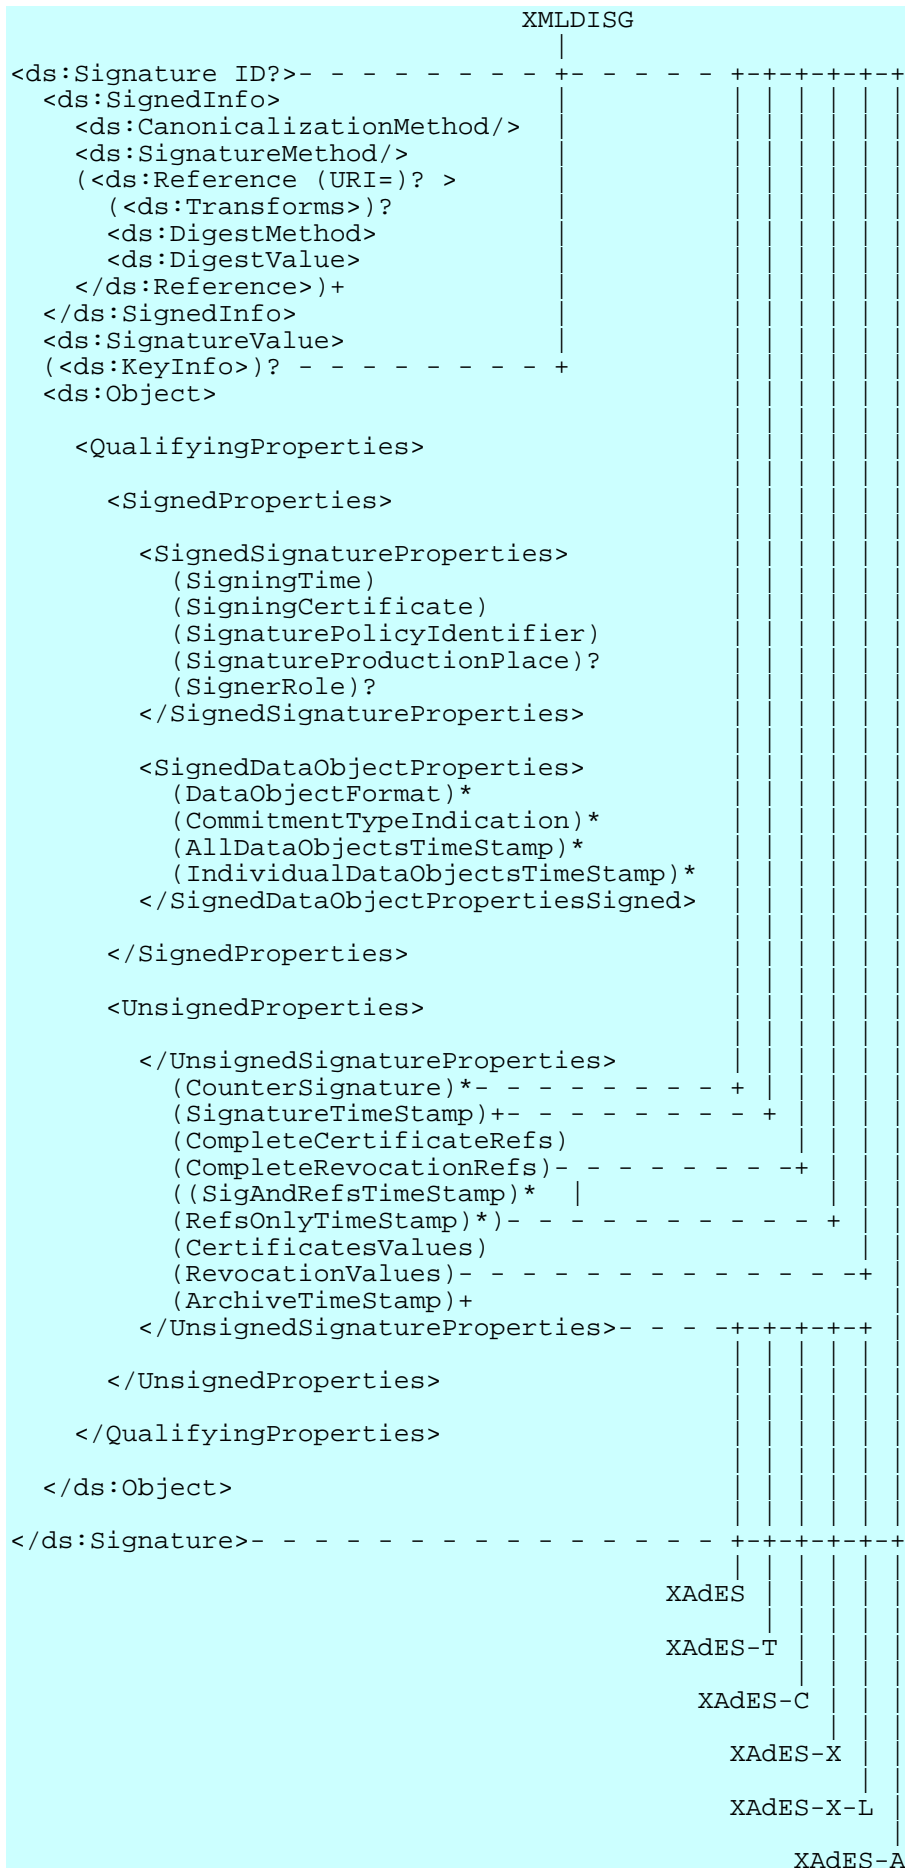 XMLDISG
|
<ds:Signature ID?>- - - - - - - - +- - - - - +-+-+-+-+-+
<ds:SignedInfo> | | | | | | |
<ds:CanonicalizationMethod/> | | | | | | |
<ds:SignatureMethod/> | | | | | | |
(<ds:Reference (URI=)? > | | | | | | |
(<ds:Transforms>)? | | | | | | |
<ds:DigestMethod> | | | | | | |
<ds:DigestValue> | | | | | | |
</ds:Reference>)+ | | | | | | |
</ds:SignedInfo> | | | | | | |
<ds:SignatureValue> | | | | | | |
(<ds:KeyInfo>)? - - - - - - - - + | | | | | |
<ds:Object> | | | | | |
| | | | | |
<QualifyingProperties> | | | | | |
| | | | | |
<SignedProperties> | | | | | |
| | | | | |
<SignedSignatureProperties> | | | | | |
(SigningTime) | | | | | |
(SigningCertificate) | | | | | |
(SignaturePolicyIdentifier) | | | | | |
(SignatureProductionPlace)? | | | | | |
(SignerRole)? | | | | | |
</SignedSignatureProperties> | | | | | |
| | | | | |
<SignedDataObjectProperties> | | | | | |
(DataObjectFormat)* | | | | | |
(CommitmentTypeIndication)* | | | | | |
(AllDataObjectsTimeStamp)* | | | | | |
(IndividualDataObjectsTimeStamp)* | | | | | |
</SignedDataObjectPropertiesSigned> | | | | | |
| | | | | |
</SignedProperties> | | | | | |
| | | | | |
<UnsignedProperties> | | | | | |
| | | | | |
</UnsignedSignatureProperties> | | | | | |
(CounterSignature)*- - - - - - - - + | | | | |
(SignatureTimeStamp)+- - - - - - - - + | | | |
(CompleteCertificateRefs) | | | |
(CompleteRevocationRefs)- - - - - - - -+ | | |
((SigAndRefsTimeStamp)* | | | |
(RefsOnlyTimeStamp)*)- - - - - - - - - - + | |
(CertificatesValues) | |
(RevocationValues)- - - - - - - - - - - - -+ |
(ArchiveTimeStamp)+ |
</UnsignedSignatureProperties>- - - -+-+-+-+-+ |
| | | | | |
</UnsignedProperties> | | | | | |
| | | | | |
</QualifyingProperties> | | | | | |
| | | | | |
</ds:Object> | | | | | |
| | | | | |
</ds:Signature>- - - - - - - - - - - - - - - +-+-+-+-+-+
| | | | | |
XAdES | | | | |
| | | | |
XAdES-T | | | |
| | | |
XAdES-C | | |
| | |
XAdES-X | |
| |
XAdES-X-L |
|
XAdES-A